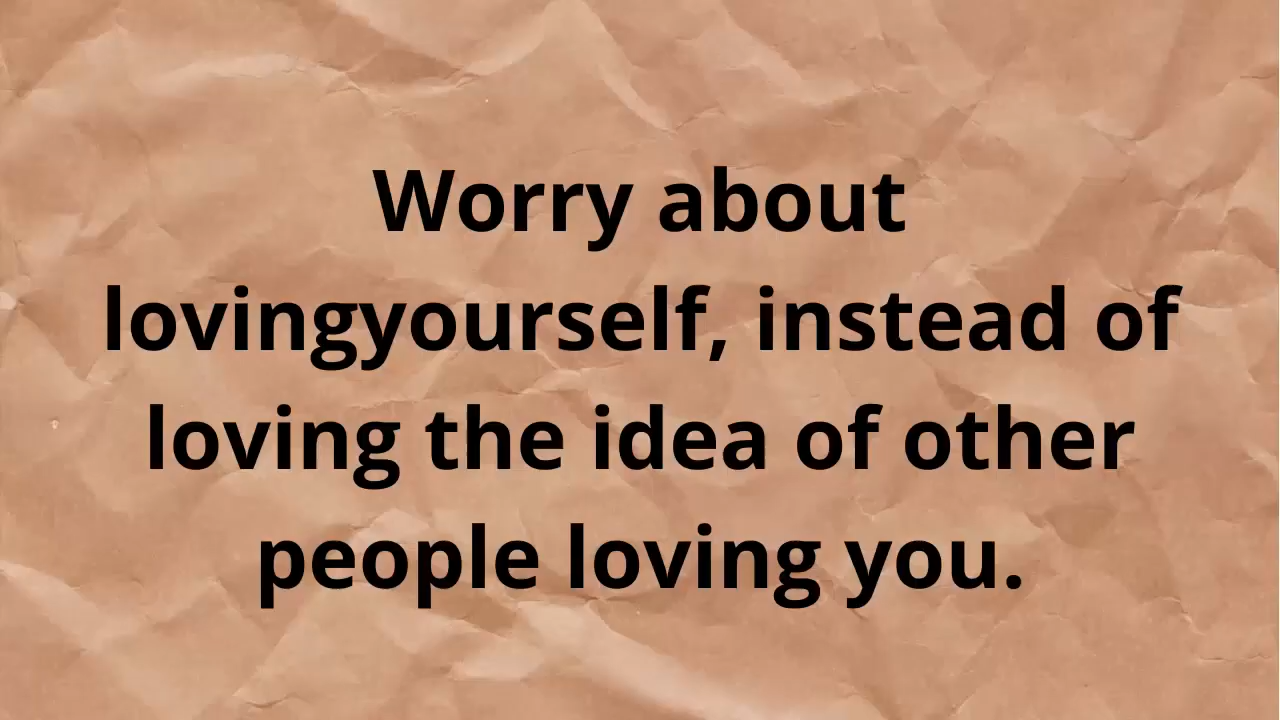 Worry about
lovingyourself, instead of
loving the idea of other
people loving you.